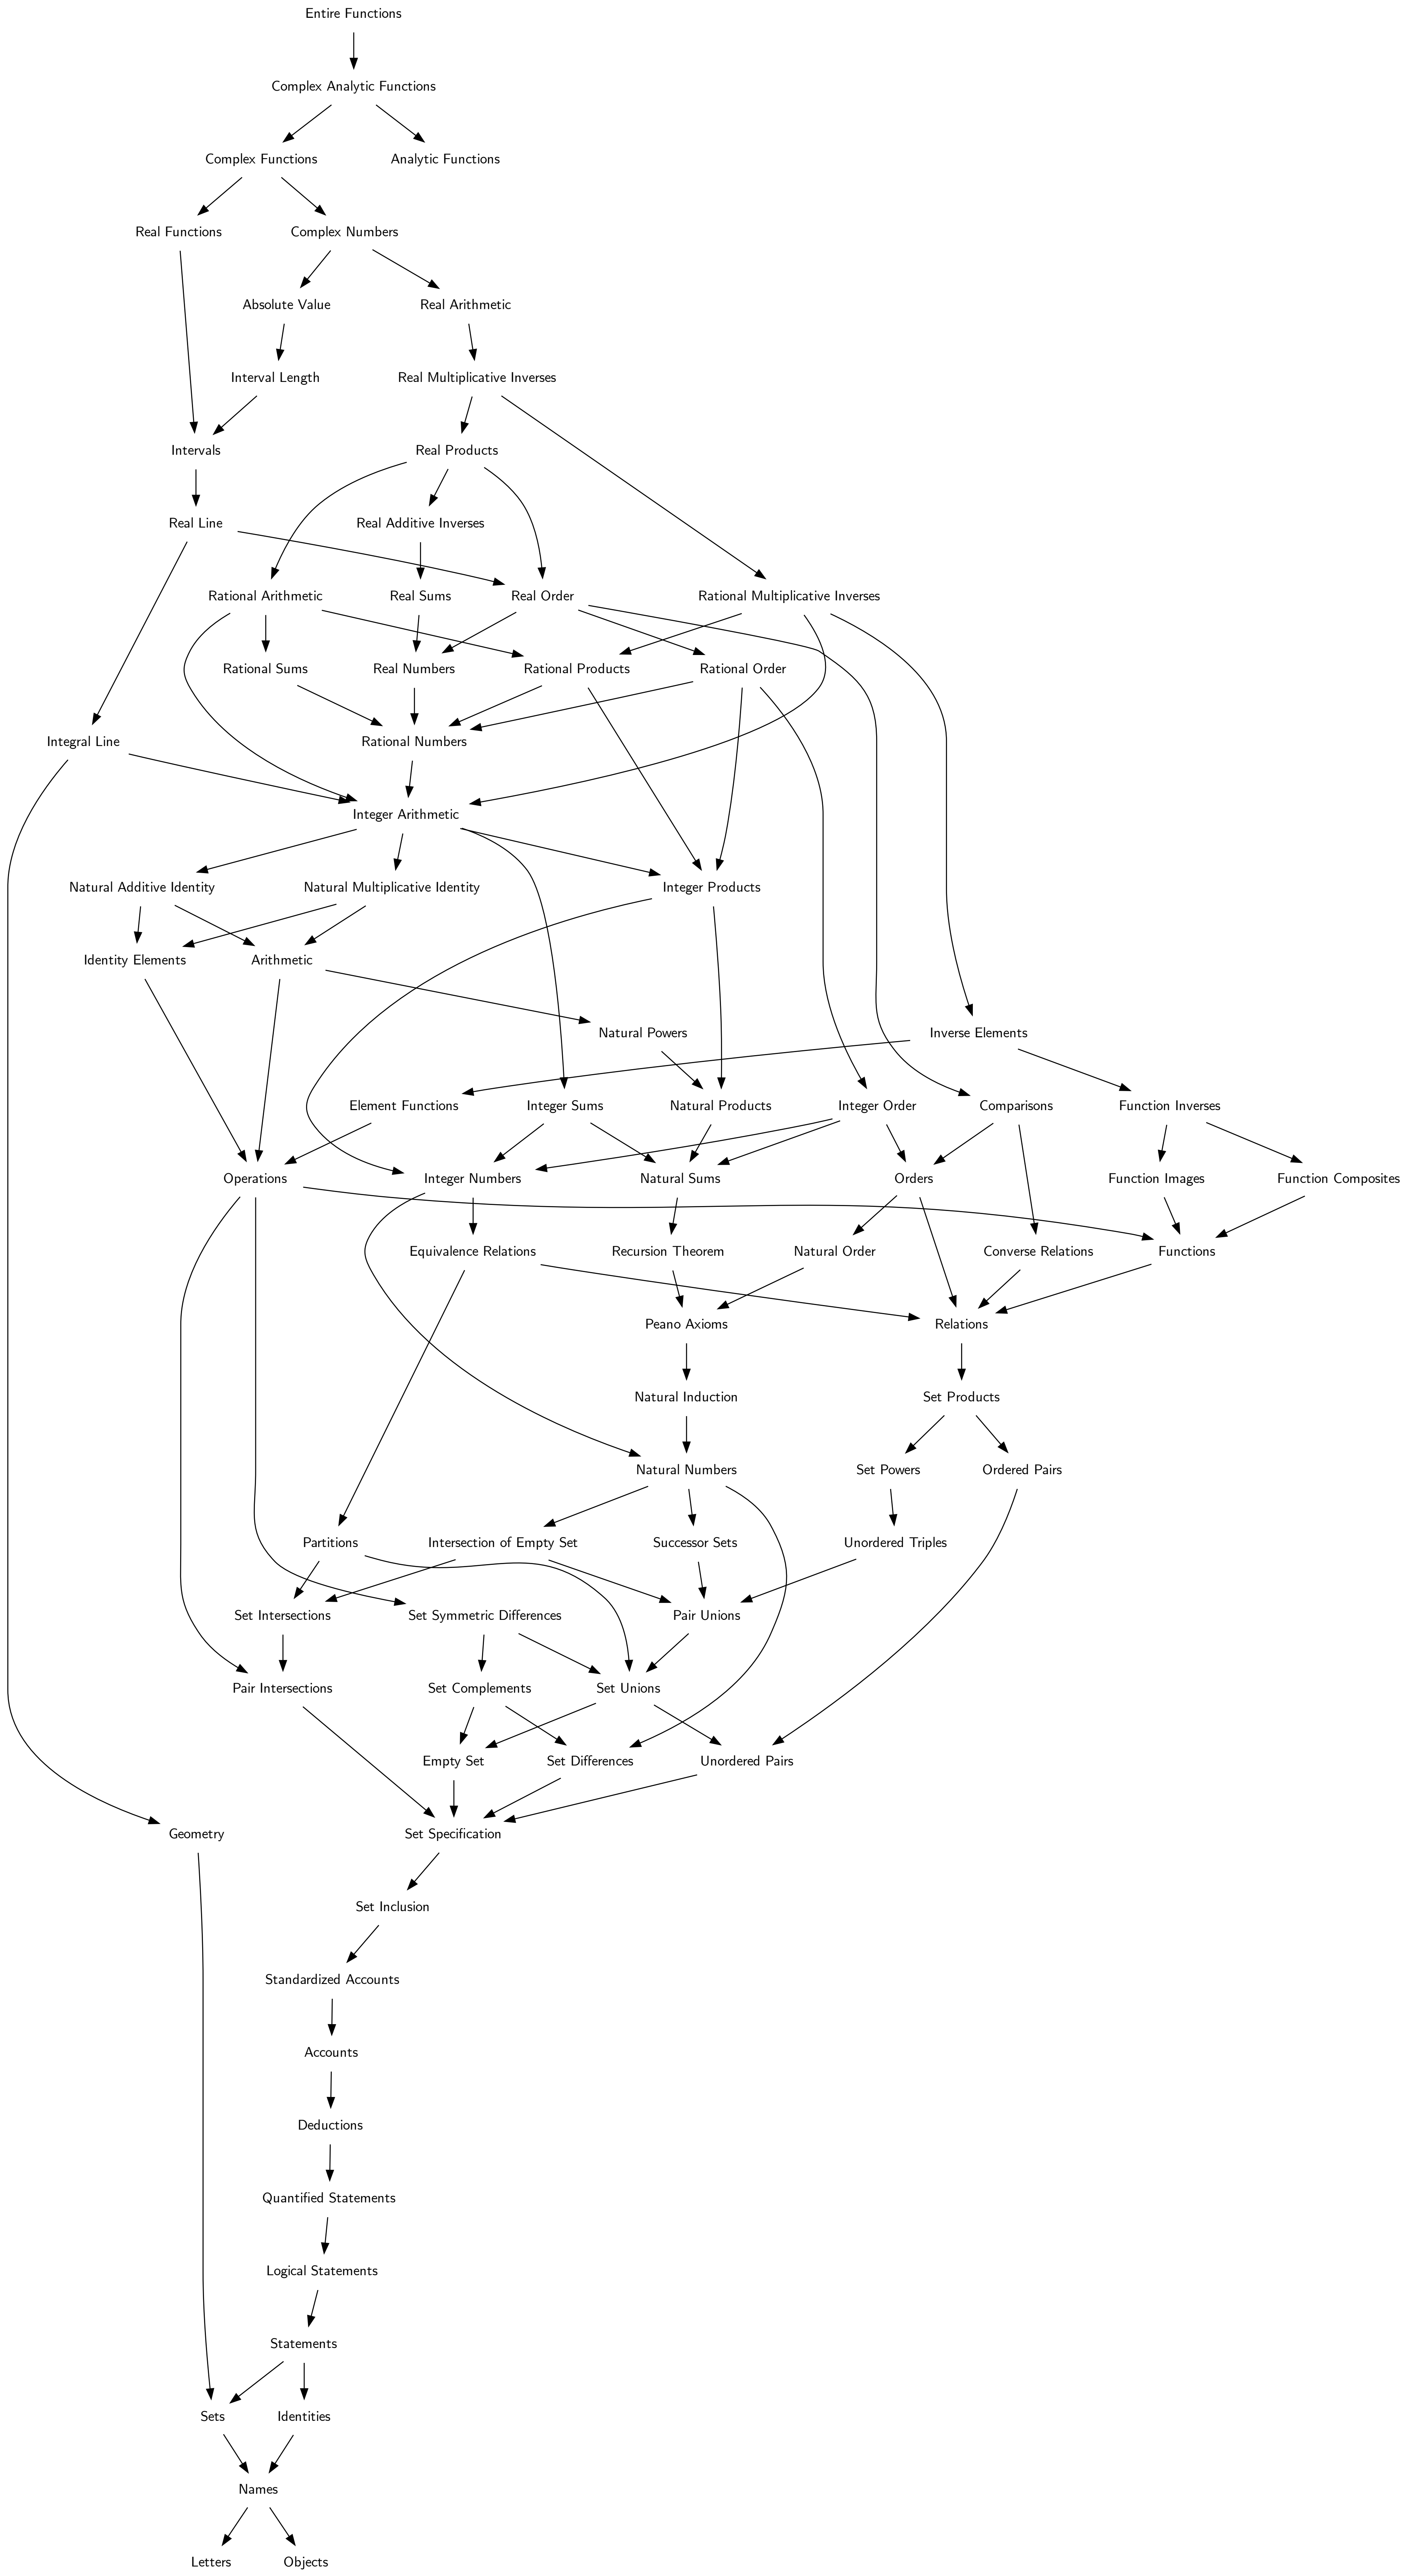 Entire Functions
Complex Analytic Functions
Complex Functions
Analytic Functions
Real Functions
Complex Numbers
Absolute Value
Real Arithmetic
Interval Length
Real Multiplicative Inverses
Intervals
Real Products
Real Line
Real Additive Inverses
Rational Arithmetic
Real Sums
Real Order
Rational Multiplicative Inverses
Rational Sums
Real Numbers
Rational Products
Rational Order
Integral Line
Rational Numbers
Integer Arithmetic
Natural Additive Identity
Natural Multiplicative Identity
Integer Products
Identity Elements
Arithmetic
Natural Powers
Inverse Elements
Element Functions
Integer Sums
Natural Products
Integer Order
Comparisons
Function Inverses
Operations
Integer Numbers
Natural Sums
Orders
Function Images
Function Composites
Equivalence Relations
Recursion Theorem
Natural Order
Converse Relations
Functions
Peano Axioms
Relations
Natural Induction
Set Products
Natural Numbers
Set Powers
Ordered Pairs
Partitions
Intersection of Empty Set
Successor Sets
Unordered Triples
Set Intersections
Set Symmetric Differences
Pair Unions
Pair Intersections
Set Complements
Set Unions
Empty Set
Set Differences
Unordered Pairs
Geometry
Set Specification
Set Inclusion
Standardized Accounts
Accounts
Deductions
Quantified Statements
Logical Statements
Statements
Sets
Identities
Names
Letters
Objects